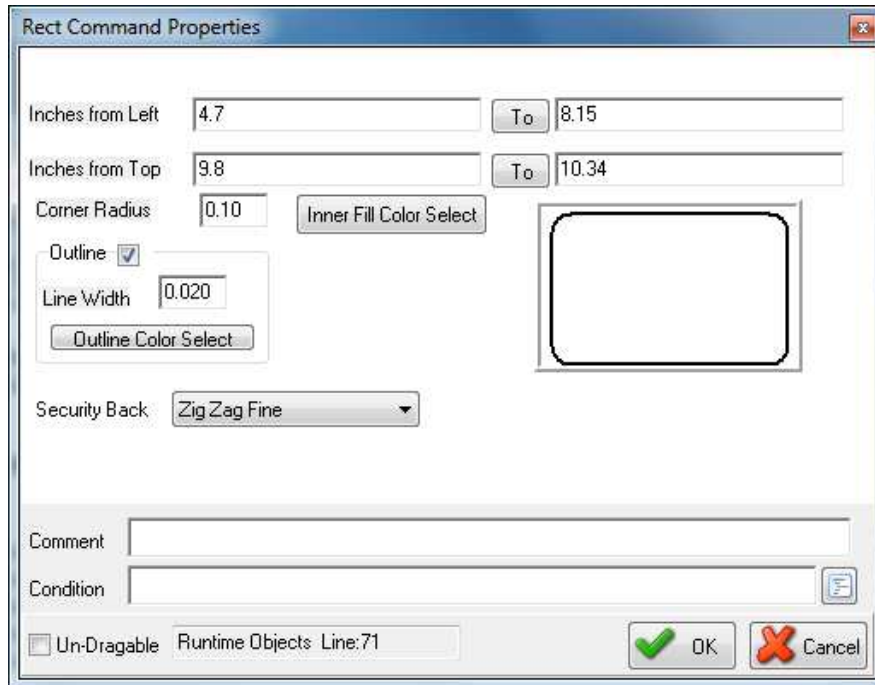 Rect Command Properties
Inches from Left 4.7 To 8.15
Inches from Top 9.8 To 10.34
Corner Radius 0.10 Inner Fill Color Select
Outline
Line Width 0.020
Outline Color Select
Security Back Zig Zag Fine
Comment
Condition
Un-Dragable Runtime Objects Line:71 OK Cancel